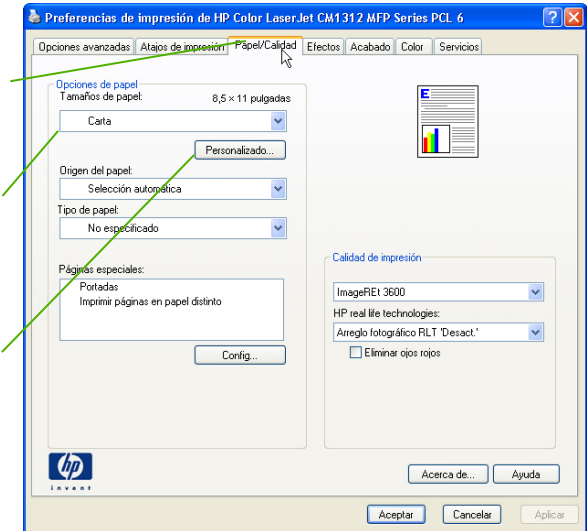 Preferencias de impresión de HP Color LaserJet CM1312 MFP Series PCL 6
Opciones avanzadas Atajos de impresión Papel/Calidad Efectos Acabado Color Servicios
Opciones de papel
Tamaños de papel: 8,5 × 11 pulgadas
Carta
Personalizado...
Origen del papel:
Selección automática
Tipo de papel:
No especificado
Páginas especiales:
Portadas
Imprimir páginas en papel distinto
Config...
E
Calidad de impresión
ImageREt 3600
HP real life technologies:
Arreglo fotográfico RLT 'Desact.'
Eliminar ojos rojos
hp
invent
Acerca de... Ayuda
Aceptar Cancelar Aplicar